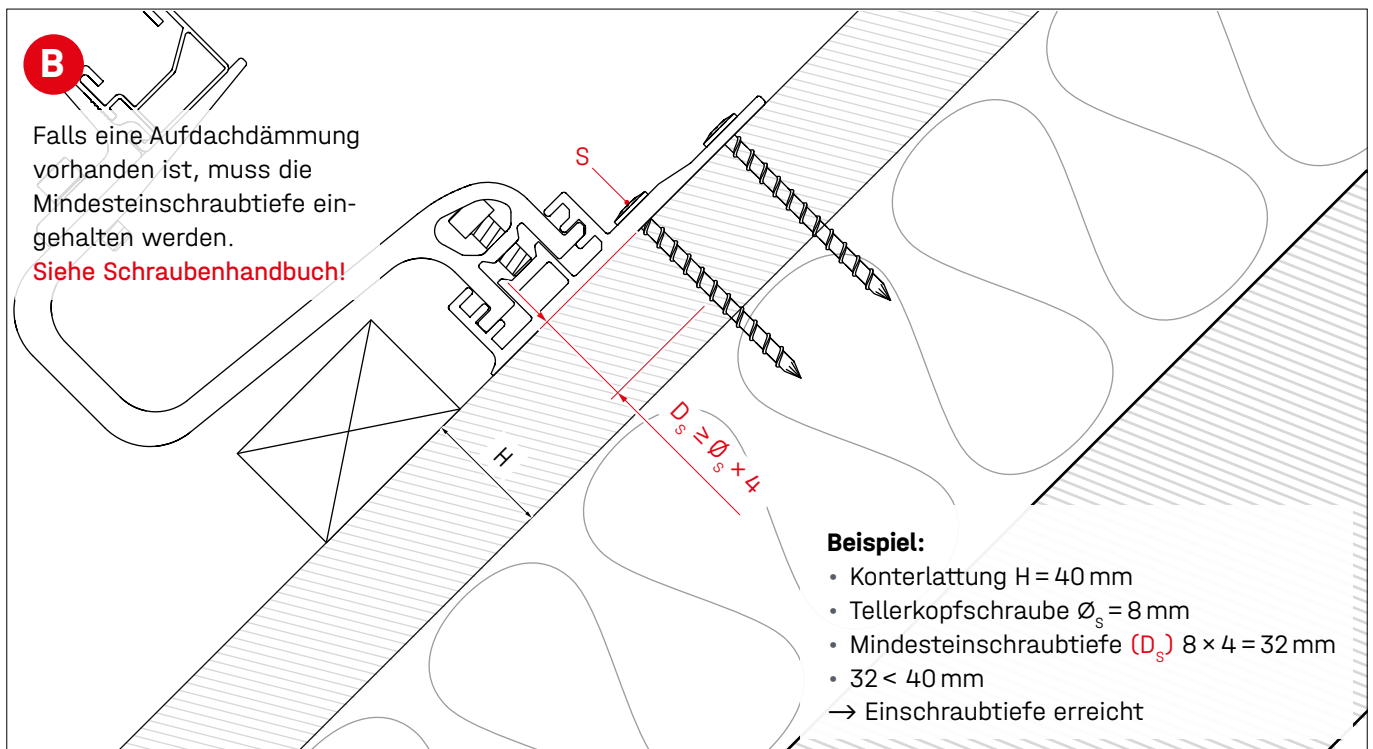 B
Falls eine Aufdachdämmung
vorhanden ist, muss die
Mindesteinschraubtiefe ein-
gehalten werden.
Siehe Schraubenhandbuch!
S
H
Dₛ ≥ Øₛ × 4
Beispiel:
• Konterlattung H = 40 mm
• Tellerkopfschraube Øₛ = 8 mm
• Mindesteinschraubtiefe (Dₛ) 8 × 4 = 32 mm
• 32 < 40 mm
→ Einschraubtiefe erreicht